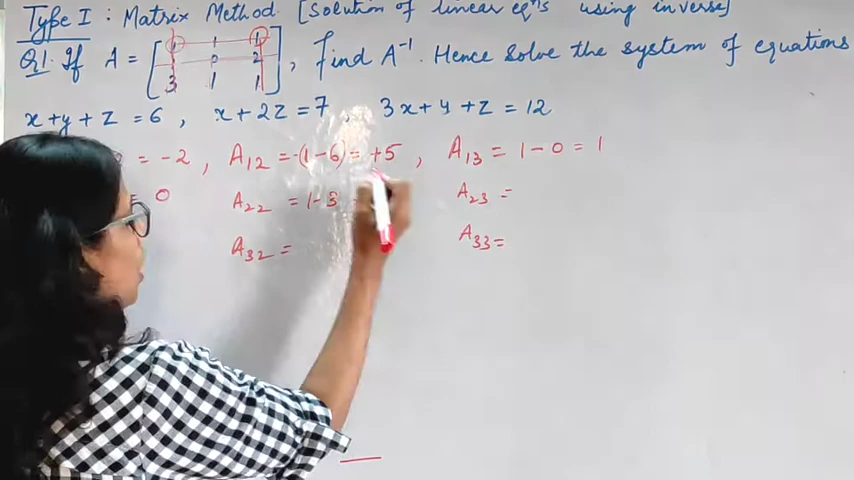 Type I : Matrix Method. [Solution of linear eqns using inverse]
Q1. If A = [1 1 1
1 0 2
3 1 1], find A⁻¹. Hence solve the system of equations
x+y+z = 6, x+2z = 7, 3x+y+z = 12
= -2, A12 = -(1-6) = +5, A13 = 1-0 = 1
= 0 A22 = 1-3 A23 =
A32 = A33 =